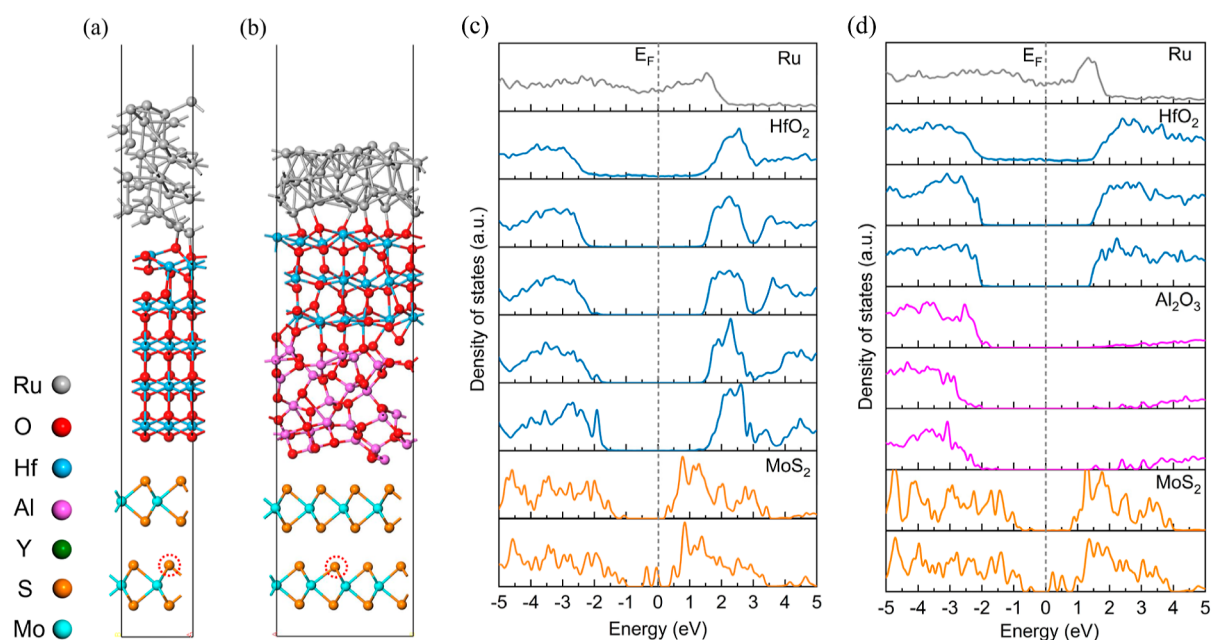 (a)
(b)
(c)
(d)
Ru
O
Hf
Al
Y
S
Mo
E_F
Ru
HfO₂
MoS₂
Density of states (a.u.)
-5 -4 -3 -2 -1 0 1 2 3 4 5
Energy (eV)
E_F
Ru
HfO₂
Al₂O₃
MoS₂
Density of states (a.u.)
-5 -4 -3 -2 -1 0 1 2 3 4 5
Energy (eV)